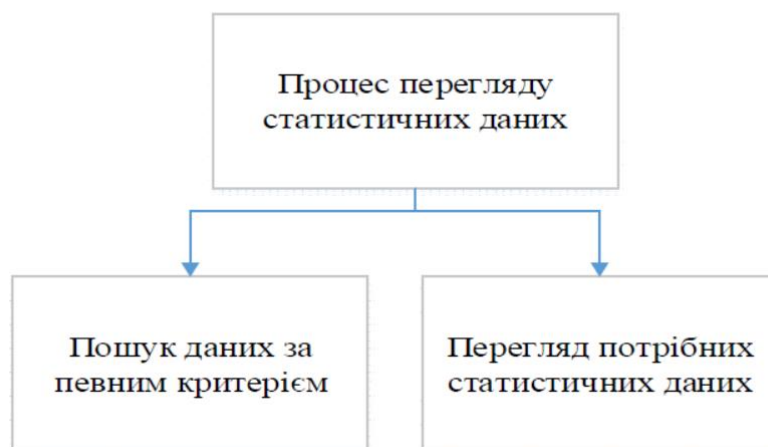 Процес перегляду
статистичних даних
Пошук даних за
певним критерієм
Перегляд потрібних
статистичних даних